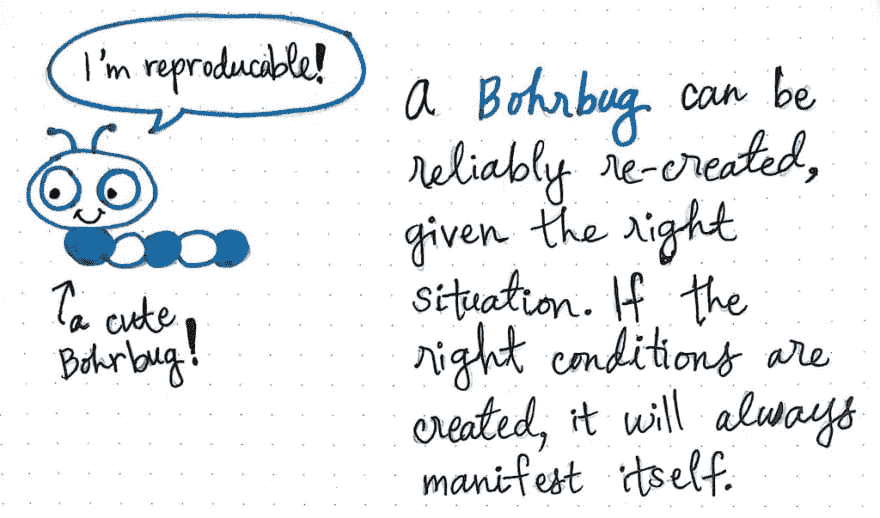 I'm reproducable!
a cute
Bohrbug!
A Bohrbug can be
reliably re-created,
given the right
situation. If the
right conditions are
created, it will always
manifest itself.